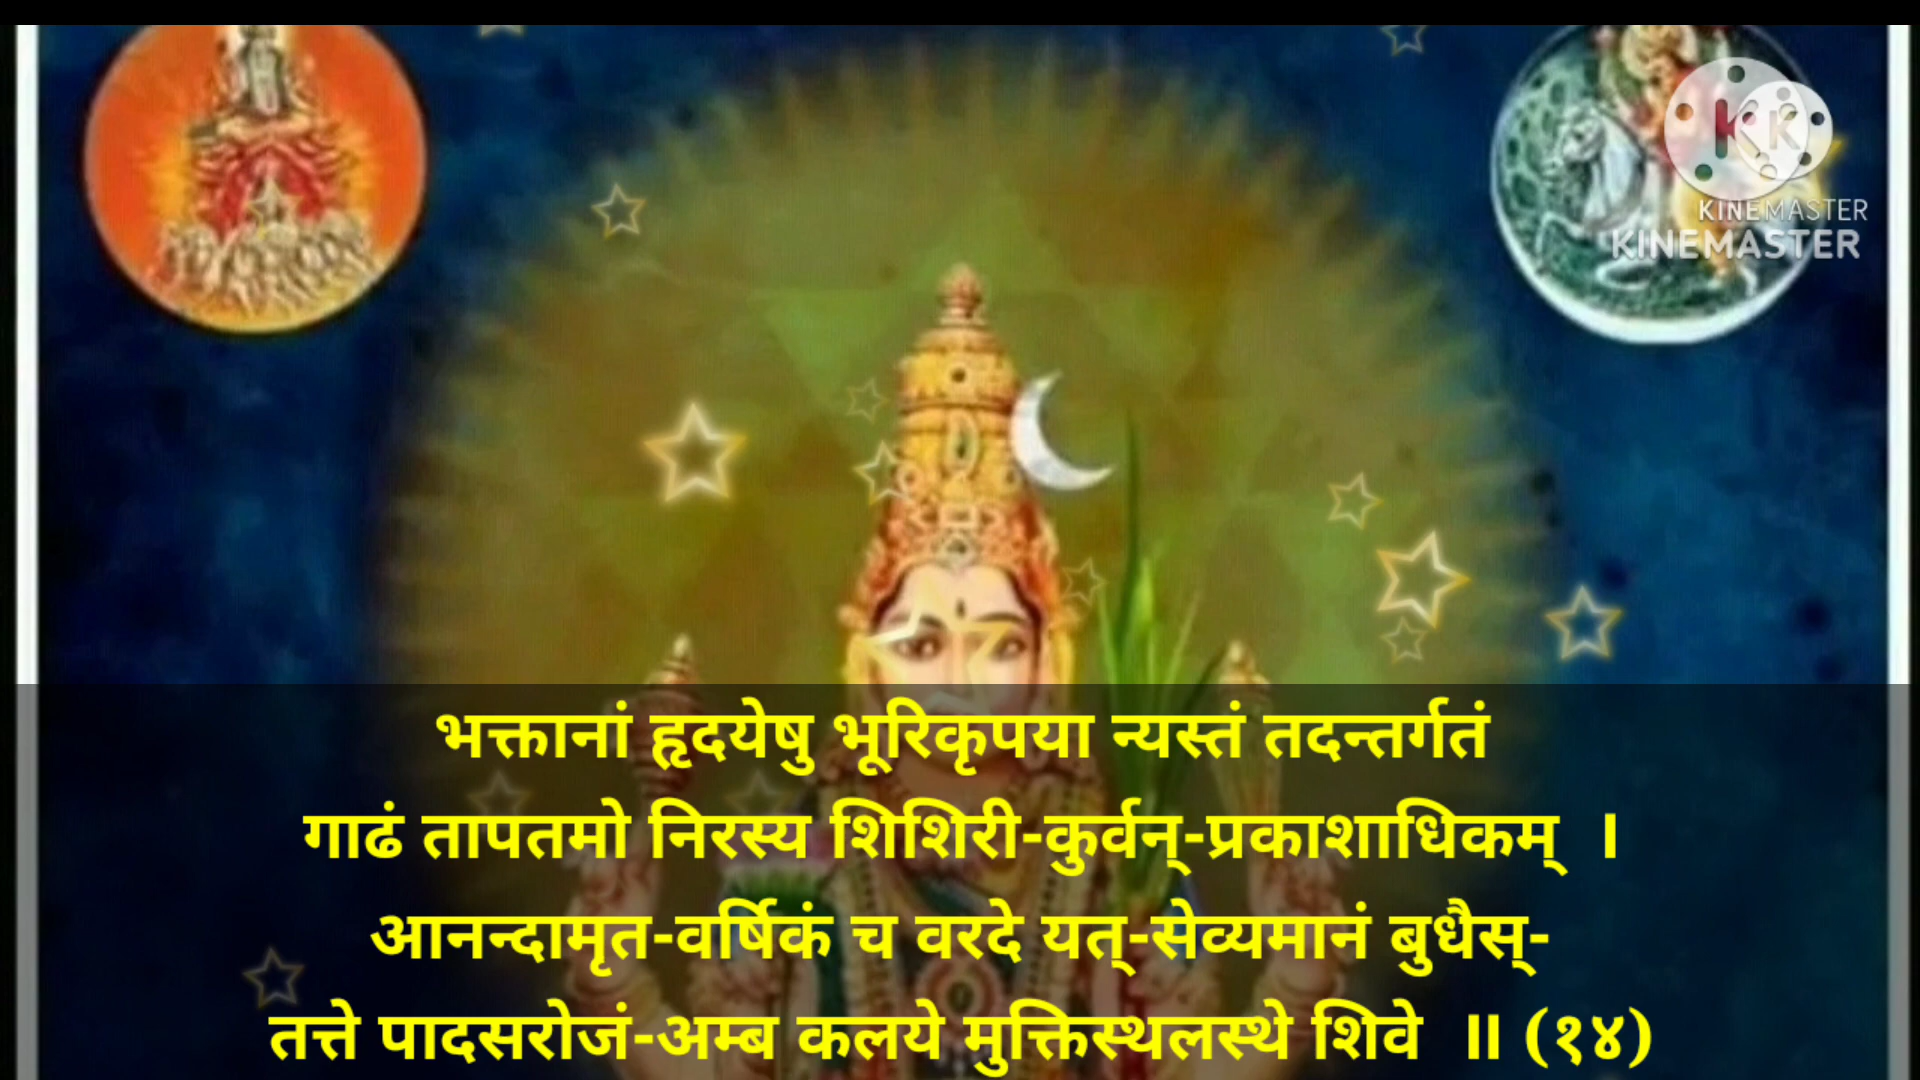 KINEMASTER
KINEMASTER
भक्तानां हृदयेषु भूरिकृपया न्यस्तं तदन्तर्गतं
गाढं तापतमो निरस्य शिशिरी-कुर्वन्-प्रकाशाधिकम् ।
आनन्दामृत-वर्षिकं च वरदे यत्-सेव्यमानं बुधैस्-
तत्ते पादसरोजं-अम्ब कलये मुक्तिस्थलस्थे शिवे ॥ (१४)